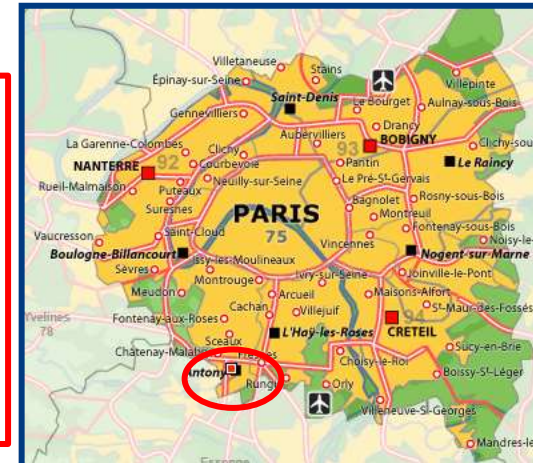 Villetaneuse
Stains
Épinay-sur-Seine
Villepinte
Saint-Denis
Le Bourget
Aulnay-sous-Bois
Gennevilliers
Drancy
Aubervilliers
93
BOBIGNY
La Garenne-Colombes
Clichy
Clichy-sou
92
Courbevoie
Pantin
Le Raincy
NANTERRE
Neuilly-sur-Seine
Le Pré-St-Gervais
Rueil-Malmaison
Puteaux
Bagnolet
Rosny-sous-Bois
Suresnes
PARIS
Montreuil
75
Fontenay-sous-Bois
Vaucresson
Saint-Cloud
Vincennes
Noisy-le
Boulogne-Billancourt
Nogent-sur-Marne
Issy-les-Moulineaux
Sèvres
Ivry-sur-Seine
Joinville-le-Pont
Meudon
Montrouge
Arcueil
Maisons-Alfort
Yvelines
78
Cachan
Villejuif
94
St-Maur-des-Fossés
Fontenay-aux-Roses
CRETEIL
L'Haÿ-les-Roses
Sceaux
Sucy-en-Brie
Châtenay-Malabry
Fresnes
Choisy-le-Roi
Antony
Boissy-St-Léger
Rungis
Orly
Villeneuve-St-Georges
Mandres-le
Essonne